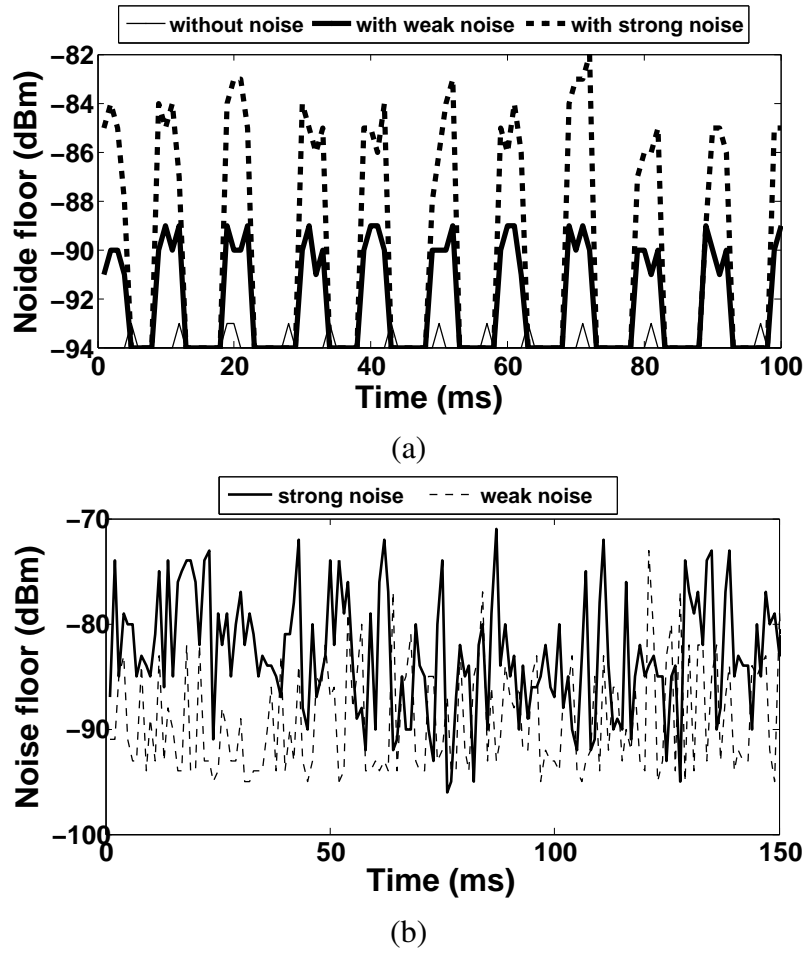 without noise with weak noise with strong noise
Noide floor (dBm)
−82
−84
−86
−88
−90
−92
−94
0 20 40 60 80 100
Time (ms)
(a)
strong noise weak noise
Noise floor (dBm)
−70
−80
−90
−100
0 50 100 150
Time (ms)
(b)